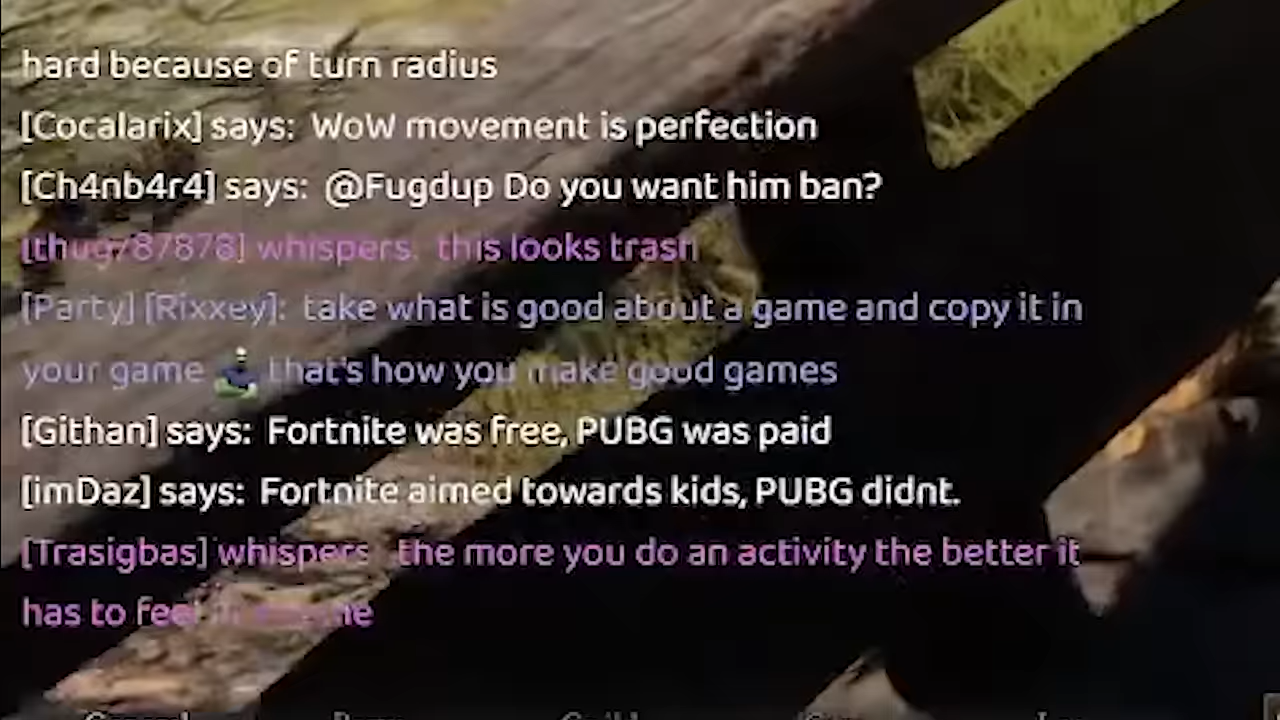 hard because of turn radius
[Cocalarix] says: WoW movement is perfection
[Ch4nb4r4] says: @Fugdup Do you want him ban?
[thug787878] whispers: this looks trash
[Party] [Rixxey]: take what is good about a game and copy it in
your game that's how you make good games
[Githan] says: Fortnite was free, PUBG was paid
[imDaz] says: Fortnite aimed towards kids, PUBG didnt.
[Trasigbas] whispers the more you do an activity the better it
has to feel